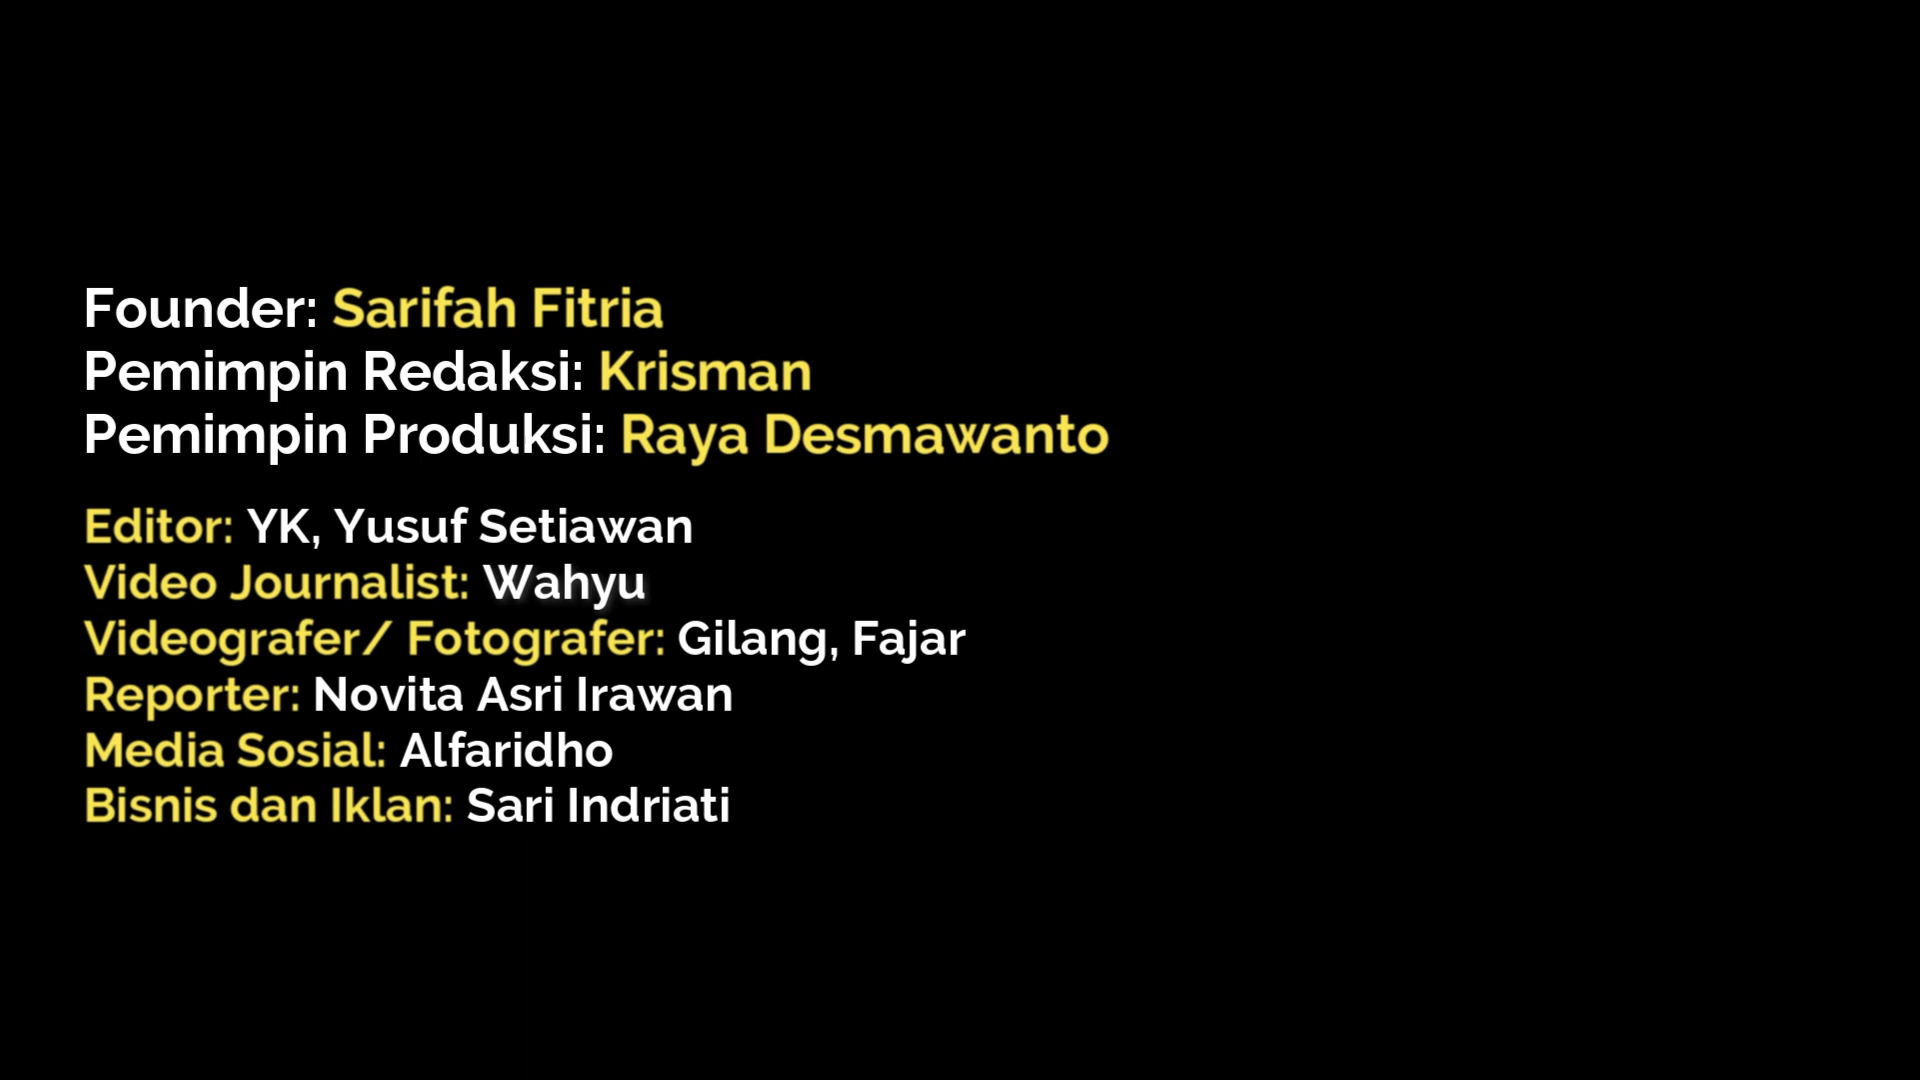 Founder: Sarifah Fitria
Pemimpin Redaksi: Krisman
Pemimpin Produksi: Raya Desmawanto
Editor: YK, Yusuf Setiawan
Video Journalist: Wahyu
Videografer/ Fotografer: Gilang, Fajar
Reporter: Novita Asri Irawan
Media Sosial: Alfaridho
Bisnis dan Iklan: Sari Indriati